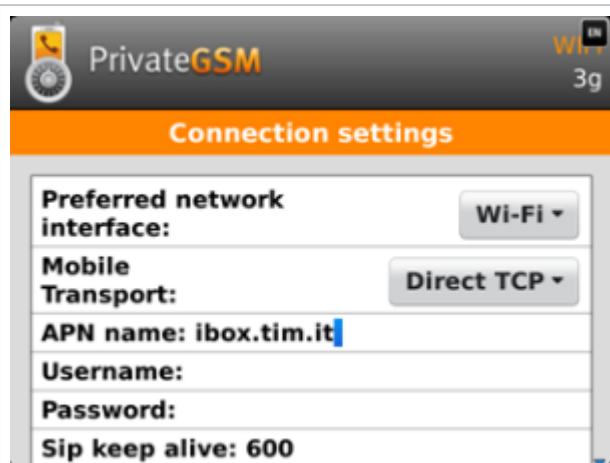 PrivateGSM
WIFI
EN
3g
Connection settings
Preferred network
interface:
Wi-Fi
Mobile
Transport:
Direct TCP
APN name: ibox.tim.it
Username:
Password:
Sip keep alive: 600